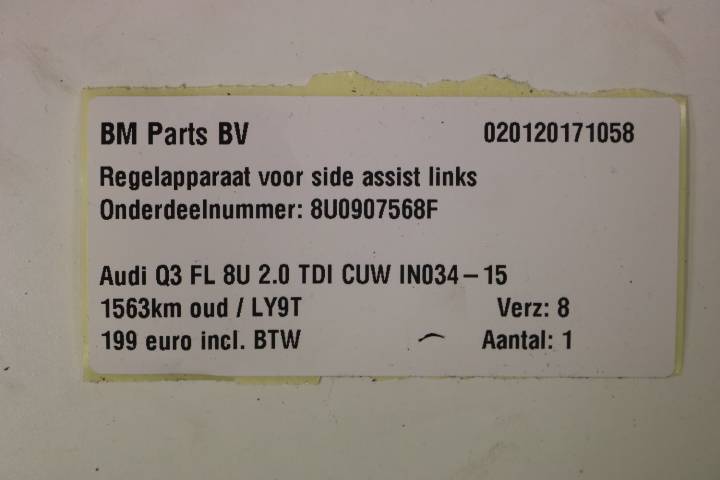 BM Parts BV 020120171058
Regelapparaat voor side assist links
Onderdeelnummer: 8U0907568F
Audi Q3 FL 8U 2.0 TDI CUW IN034-15
1563km oud / LY9T Verz: 8
199 euro incl. BTW Aantal: 1